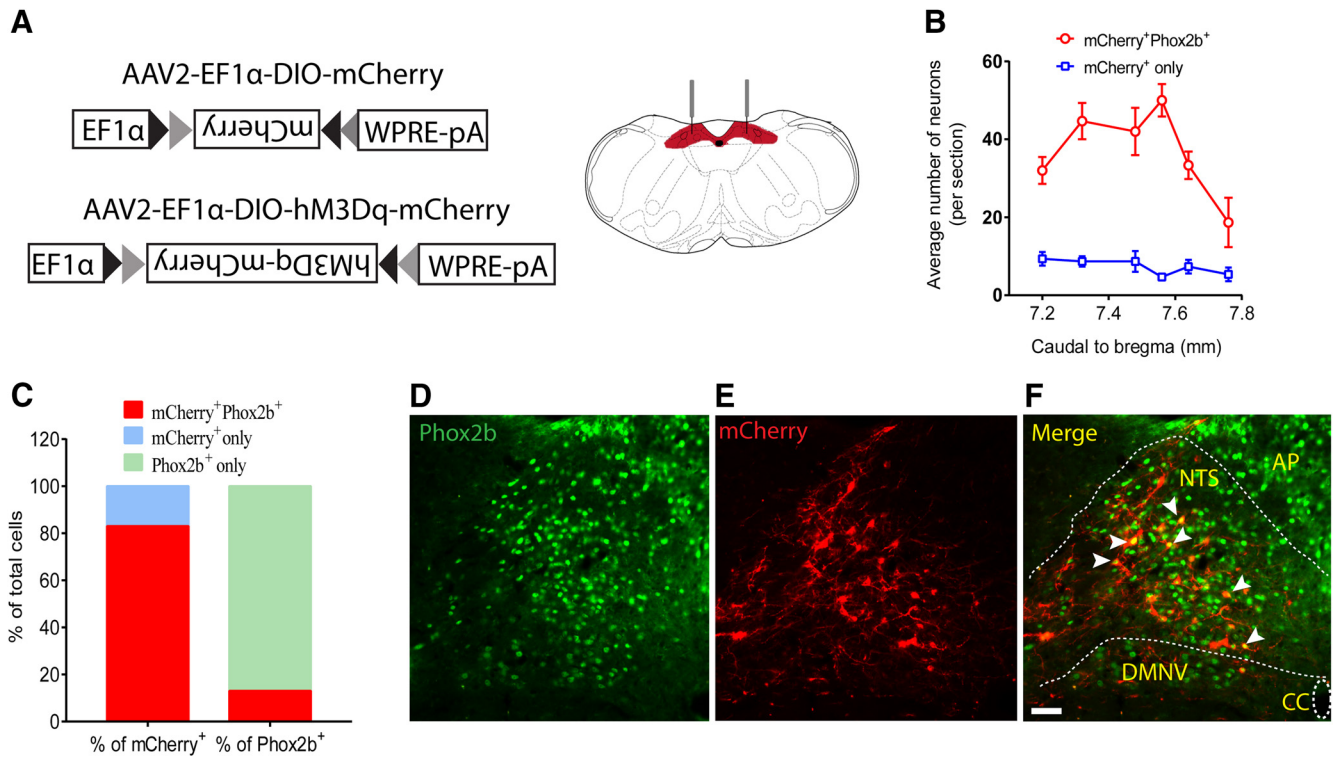 A
AAV2-EF1α-DIO-mCherry
EF1α mCherry WPRE-pA
AAV2-EF1α-DIO-hM3Dq-mCherry
EF1α hM3Dq-mCherry WPRE-pA
B
mCherry⁺Phox2b⁺
mCherry⁺ only
Average number of neurons
(per section)
60
40
20
0
7.2 7.4 7.6 7.8
Caudal to bregma (mm)
C
mCherry⁺Phox2b⁺
mCherry⁺only
Phox2b⁺ only
% of total cells
120
100
80
60
40
20
0
% of mCherry⁺ % of Phox2b⁺
D
Phox2b
E
mCherry
F
Merge
NTS
AP
DMNV
CC